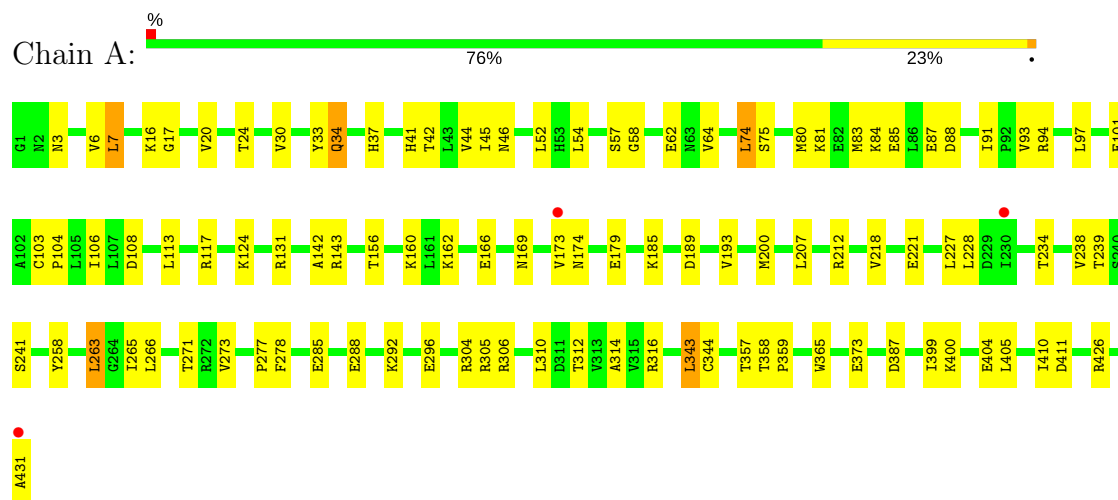 %
Chain A:
76% 23% •
G1 N2 N3 V6 L7 K16 G17 V20 T24 V30 Y33 Q34 H37 H41 T42 L43 V44 I45 N46 L52 H53 L54 S57 G58 E62 N63 V64 L74 S75 M80 K81 E82 M83 K84 E85 L86 E87 D88 I91 P92 V93 R94 L97
A102 C103 P104 L105 I106 L107 D108 L113 R117 K124 R131 A142 R143 T156 K160 L161 K162 E166 N169 V173 N174 E179 K185 D189 V193 M200 L207 R212 V218 E221 L227 L228 D229 I230 T234 V238 T239 S240
S241 Y258 L263 G264 I265 L266 T271 R272 V273 P277 F278 E285 E288 K292 E296 R304 R305 R306 L310 D311 T312 V313 A314 V315 R316 L343 C344 T357 T358 P359 W365 E373 D387 I399 K400 E404 L405 I410 D411 R426
A431